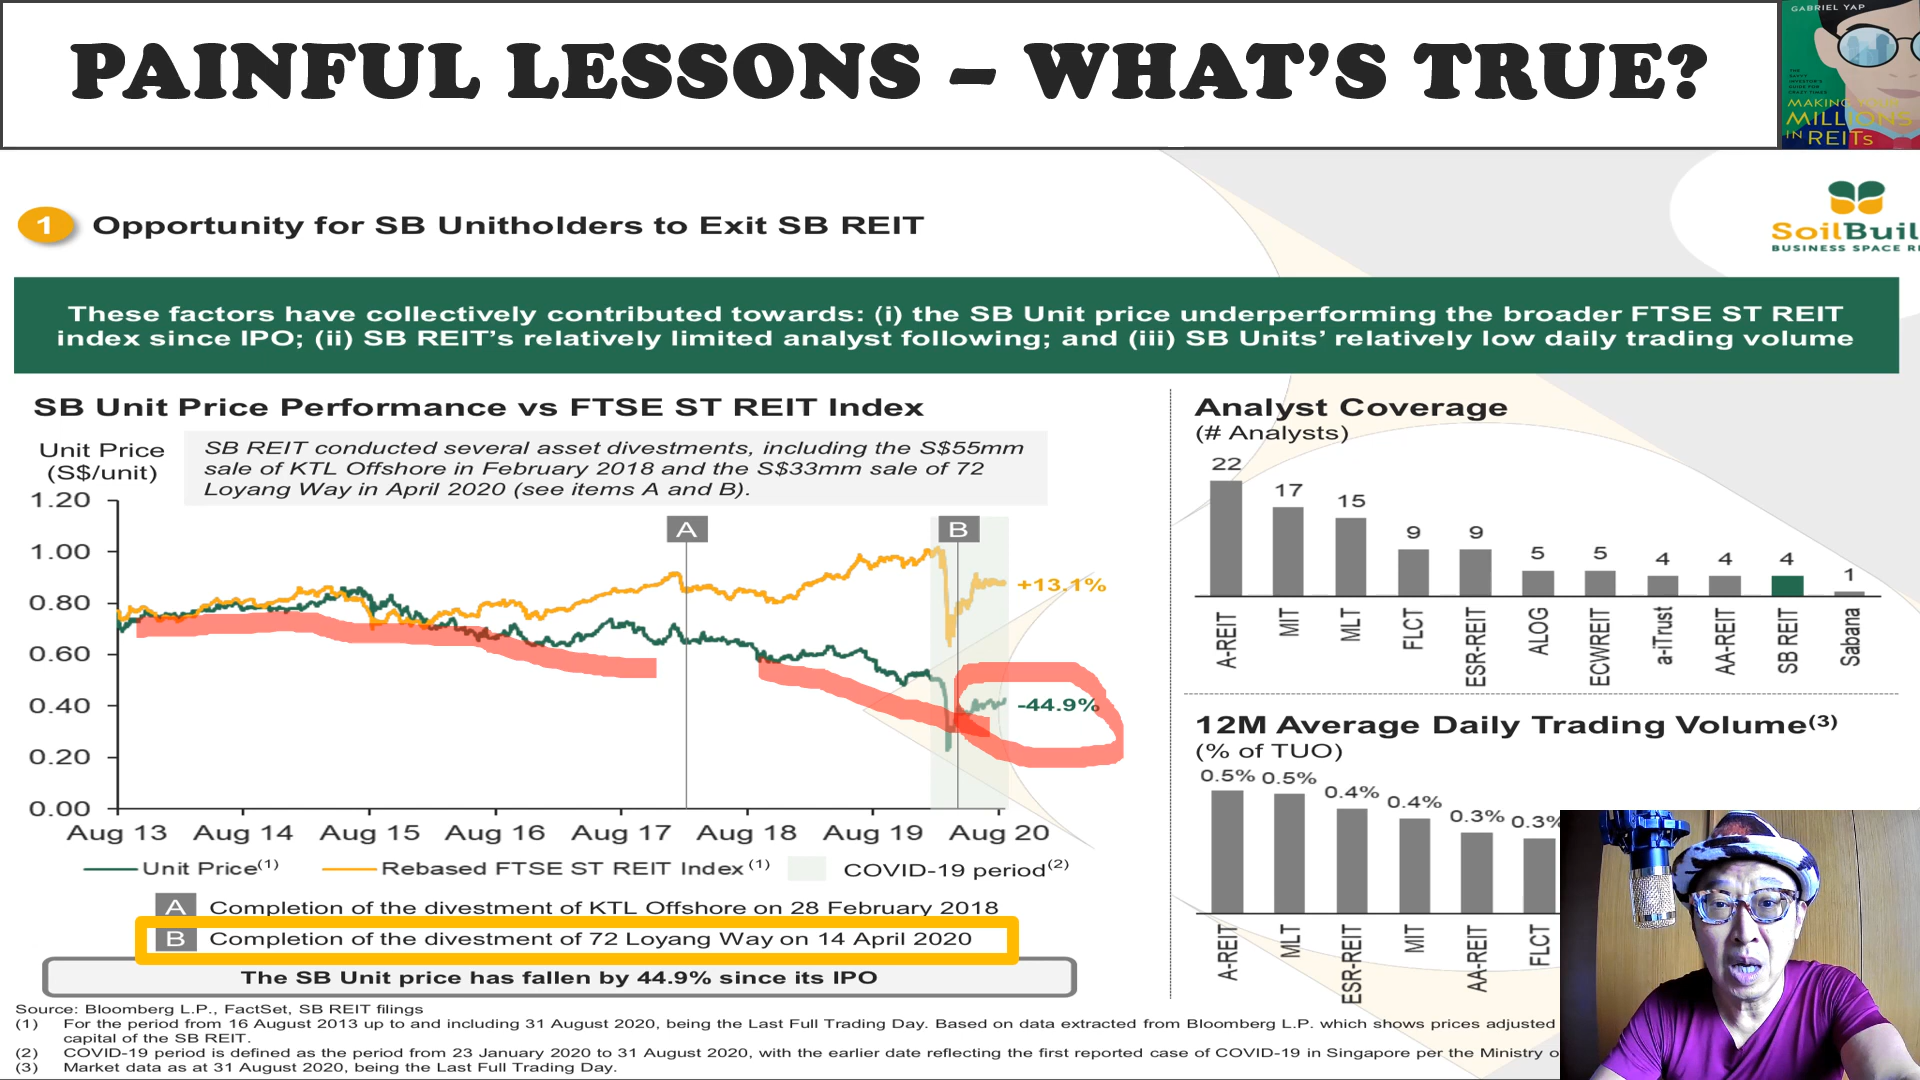 PAINFUL LESSONS – WHAT'S TRUE?
GABRIEL YAP
MAKING YOUR
MILLIONS
IN REITs
1 Opportunity for SB Unitholders to Exit SB REIT
SoilBuil
BUSINESS SPACE RE
These factors have collectively contributed towards: (i) the SB Unit price underperforming the broader FTSE ST REIT
index since IPO; (ii) SB REIT's relatively limited analyst following; and (iii) SB Units' relatively low daily trading volume
SB Unit Price Performance vs FTSE ST REIT Index
Unit Price
(S$/unit)
SB REIT conducted several asset divestments, including the S$55mm
sale of KTL Offshore in February 2018 and the S$33mm sale of 72
Loyang Way in April 2020 (see items A and B).
1.20
1.00
0.80
0.60
0.40
0.20
0.00
A
B
+13.1%
-44.9%
Aug 13 Aug 14 Aug 15 Aug 16 Aug 17 Aug 18 Aug 19 Aug 20
Unit Price(1) Rebased FTSE ST REIT Index (1) COVID-19 period(2)
A Completion of the divestment of KTL Offshore on 28 February 2018
B Completion of the divestment of 72 Loyang Way on 14 April 2020
The SB Unit price has fallen by 44.9% since its IPO
Analyst Coverage
(# Analysts)
22 17 15 9 9 5 5 4 4 4 1
A-REIT MIT MLT FLCT ESR-REIT ALOG ECWREIT a-iTrust AA-REIT SB REIT Sabana
12M Average Daily Trading Volume(3)
(% of TUO)
0.5% 0.5% 0.4% 0.4% 0.3% 0.3%
A-REIT MLT ESR-REIT MIT AA-REIT FLCT
Source: Bloomberg L.P., FactSet, SB REIT filings
(1) For the period from 16 August 2013 up to and including 31 August 2020, being the Last Full Trading Day. Based on data extracted from Bloomberg L.P. which shows prices adjusted
capital of the SB REIT.
(2) COVID-19 period is defined as the period from 23 January 2020 to 31 August 2020, with the earlier date reflecting the first reported case of COVID-19 in Singapore per the Ministry o
(3) Market data as at 31 August 2020, being the Last Full Trading Day.